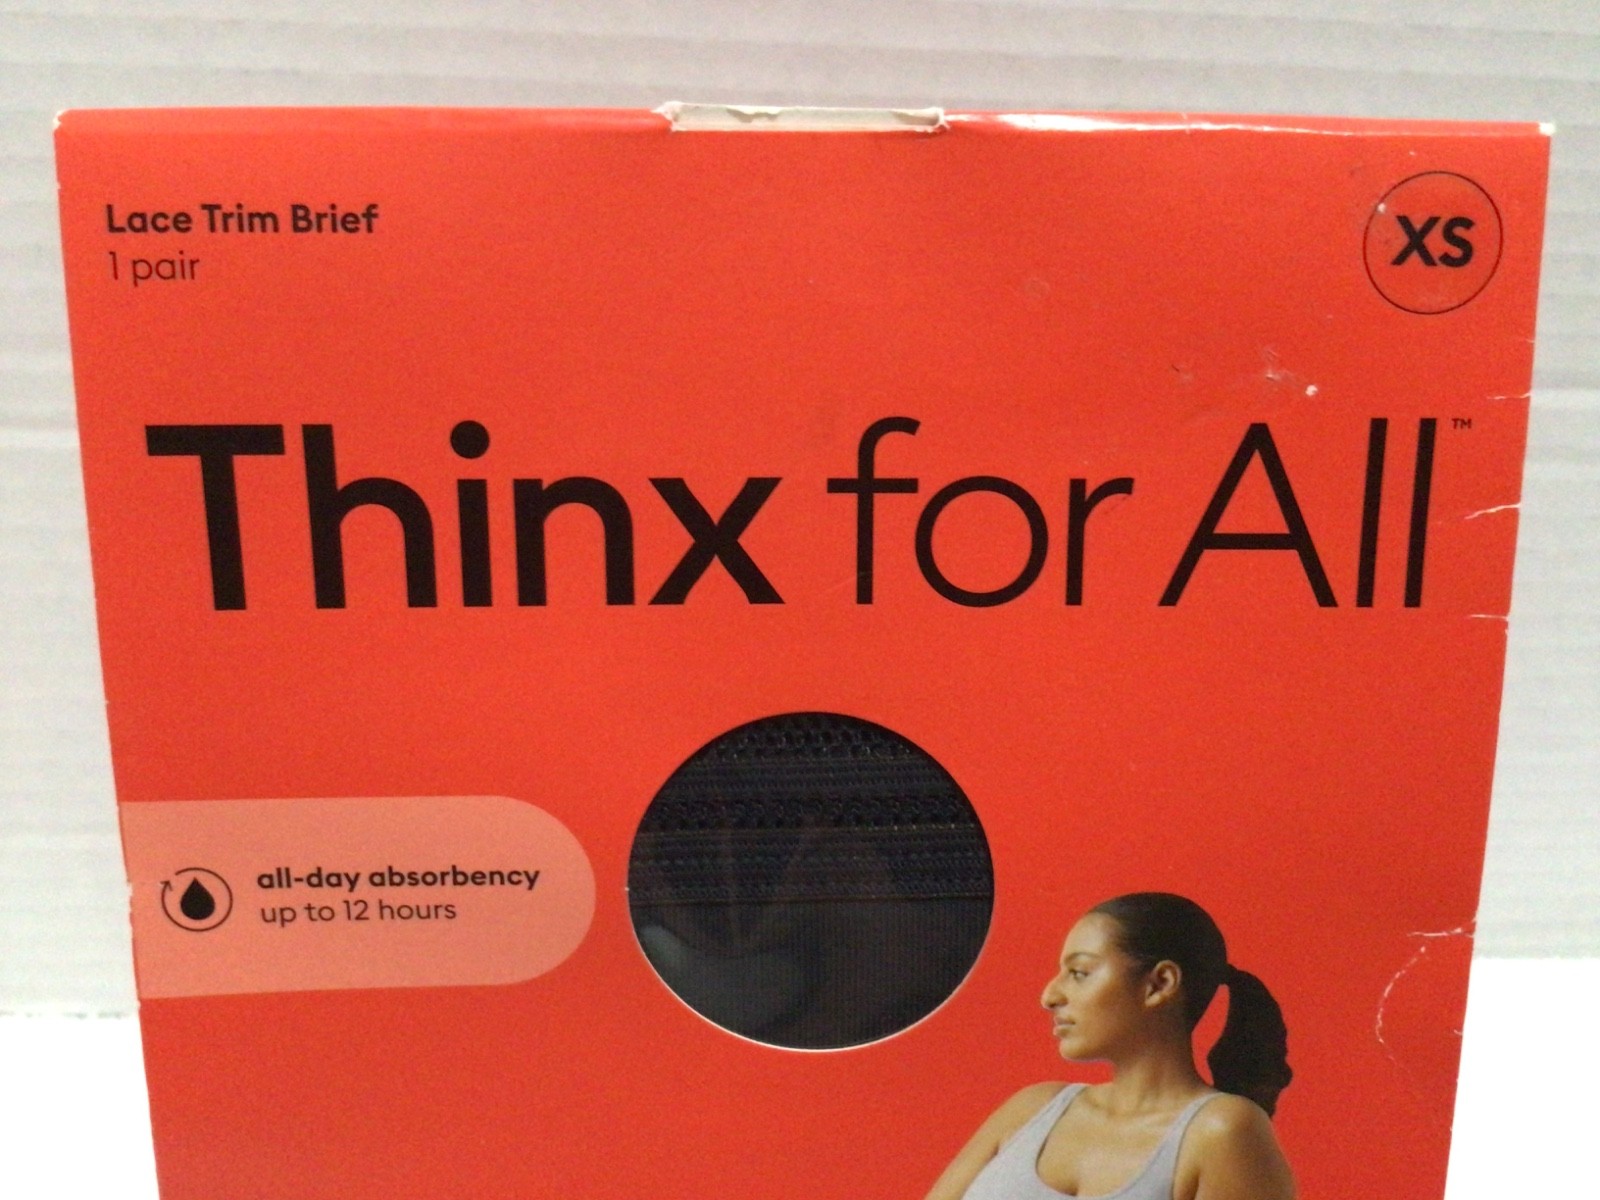 Lace Trim Brief
1 pair
XS
Thinx for All™
all-day absorbency
up to 12 hours